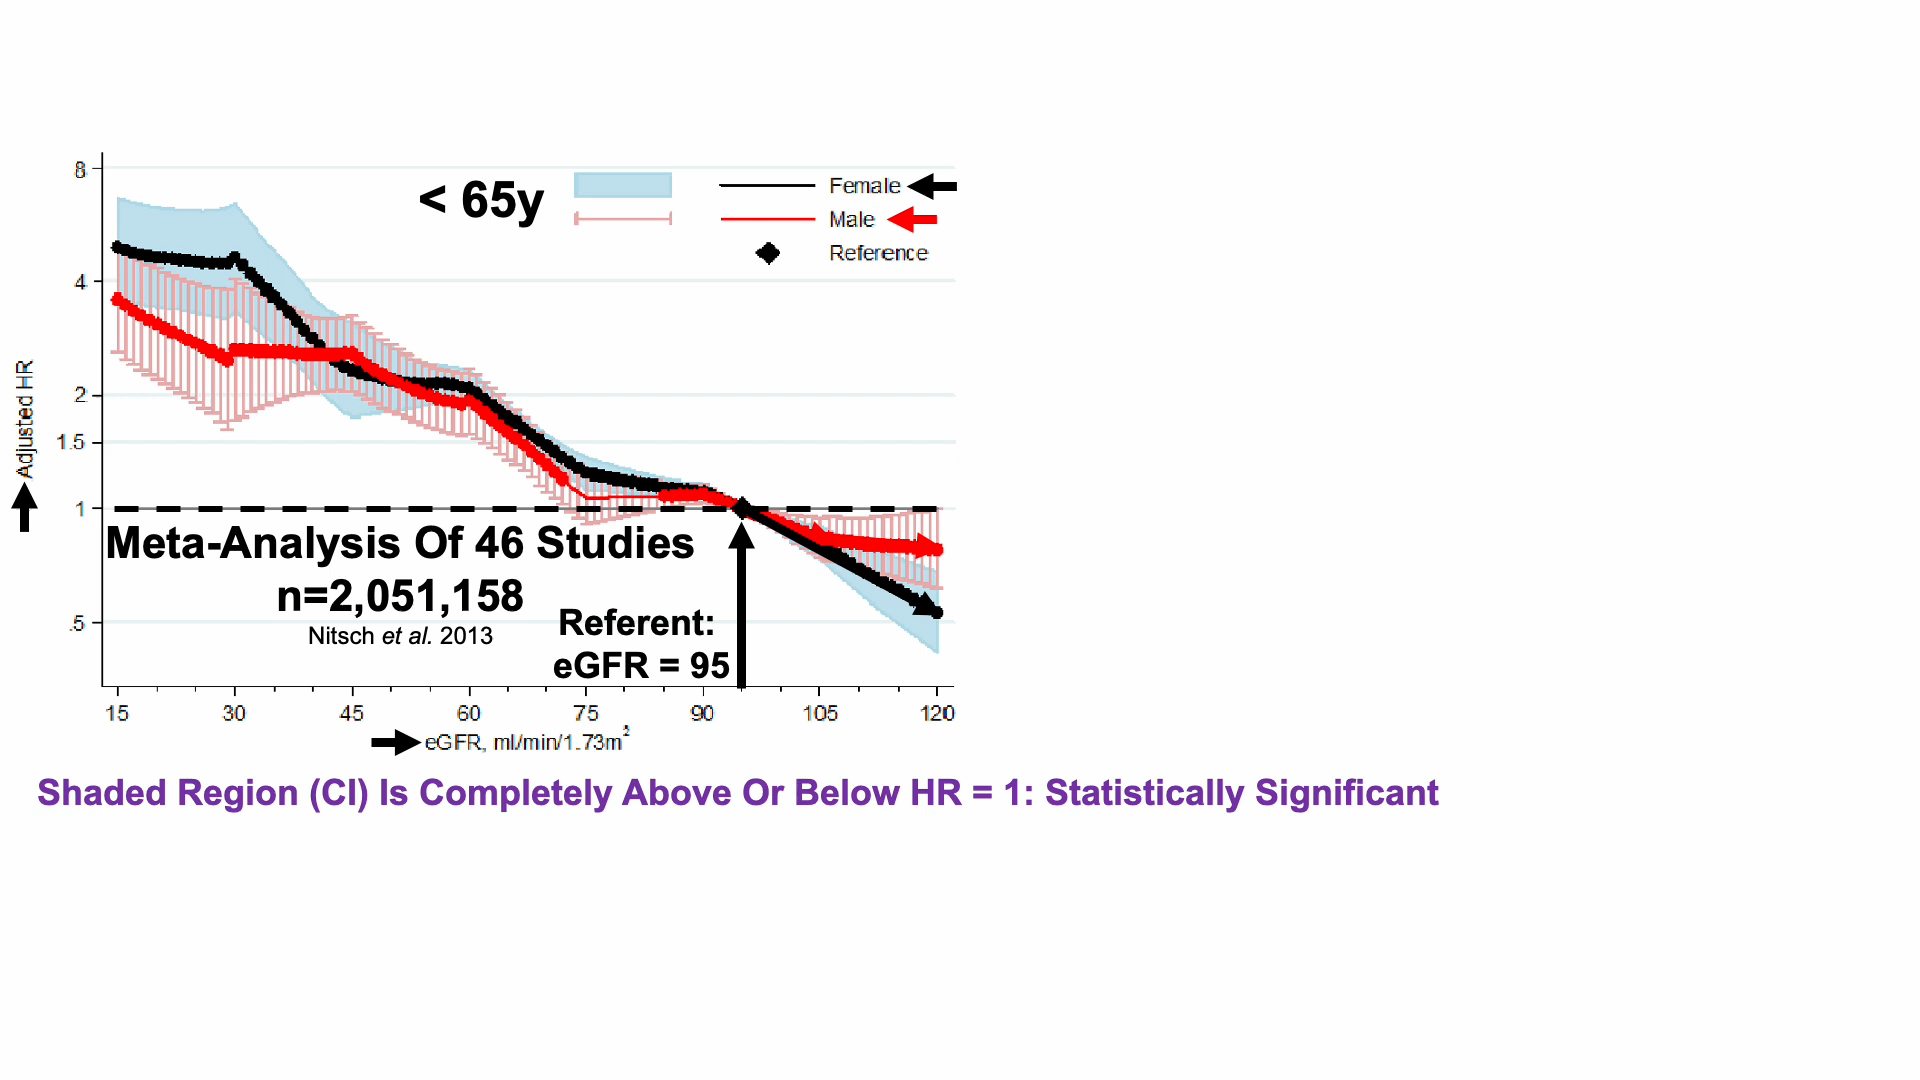 8
< 65y
Female
Male
Reference
4
2
1.5
1
.5
Adjusted HR
Meta-Analysis Of 46 Studies
n=2,051,158
Nitsch et al. 2013
Referent:
eGFR = 95
15 30 45 60 75 90 105 120
eGFR, ml/min/1.73m²
Shaded Region (CI) Is Completely Above Or Below HR = 1: Statistically Significant